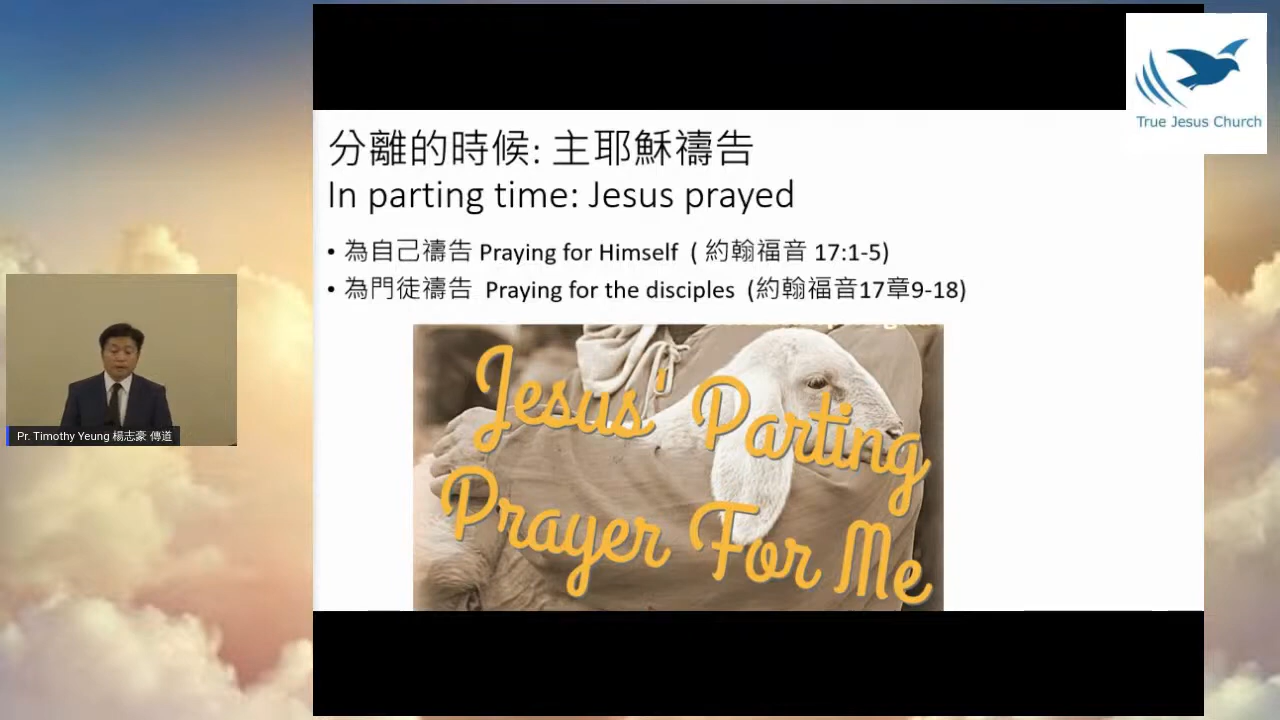 分離的時候: 主耶穌禱告
In parting time: Jesus prayed
• 為自己禱告 Praying for Himself ( 約翰福音 17:1-5)
• 為門徒禱告 Praying for the disciples (約翰福音17章9-18)
Jesus' Parting
Prayer For Me
True Jesus Church
Pr. Timothy Yeung 楊志豪 傳道